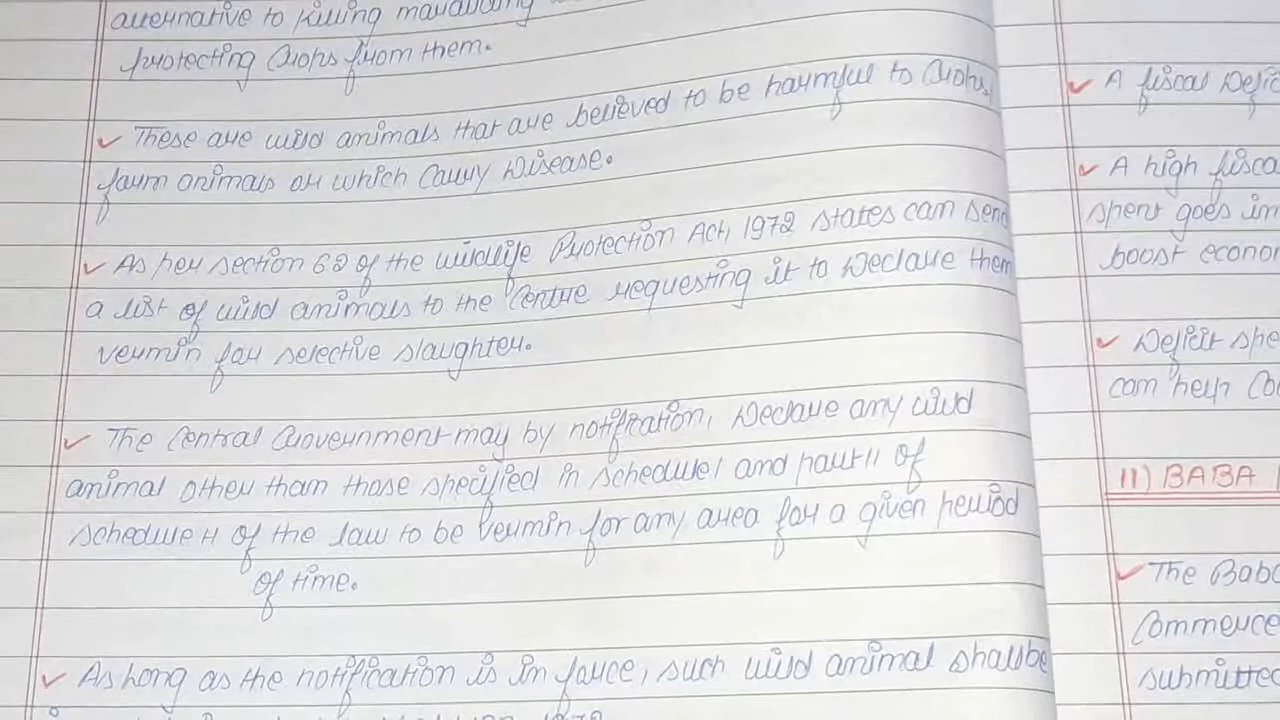 alternative to killing marauding
protecting Crops from them.
✓ These are wild animals that are believed to be harmful to Crops,
farm animals or which Carry Disease.
✓ As per section 62 of the wildlife Protection Act, 1972 states can send
a list of wild animals to the Centre requesting it to Declare them
vermin for selective slaughter.
✓ The Central Government may by notification, Declare any wild
animal other than those specified in schedule I and part II of
schedule II of the law to be vermin for any area for a given period
of time.
✓ As long as the notification is in force, such wild animal shall be
1972
✓ A fiscal Defic
✓ A high fisca
spent goes in
boost econo
✓ Deficit spe
can help Co
11) BABA
✓ The Baba
Commerce
submitted